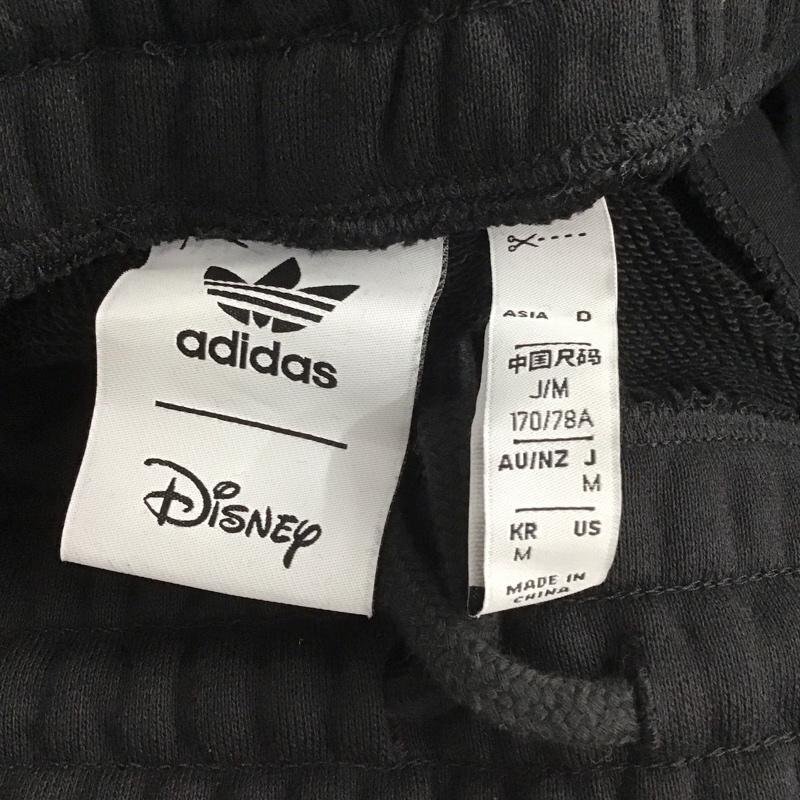 adidas
Disney
ASIA D
中国尺码
J/M
170/78A
AU/NZ J
M
KR US
M
MADE IN
CHINA